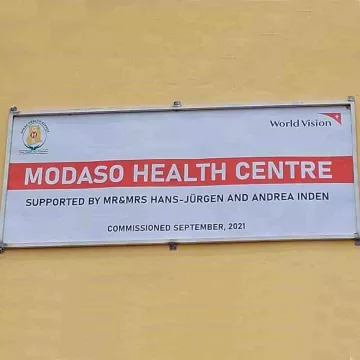 World Vision
MODASO HEALTH CENTRE
SUPPORTED BY MR&MRS HANS-JÜRGEN AND ANDREA INDEN
COMMISSIONED SEPTEMBER, 2021